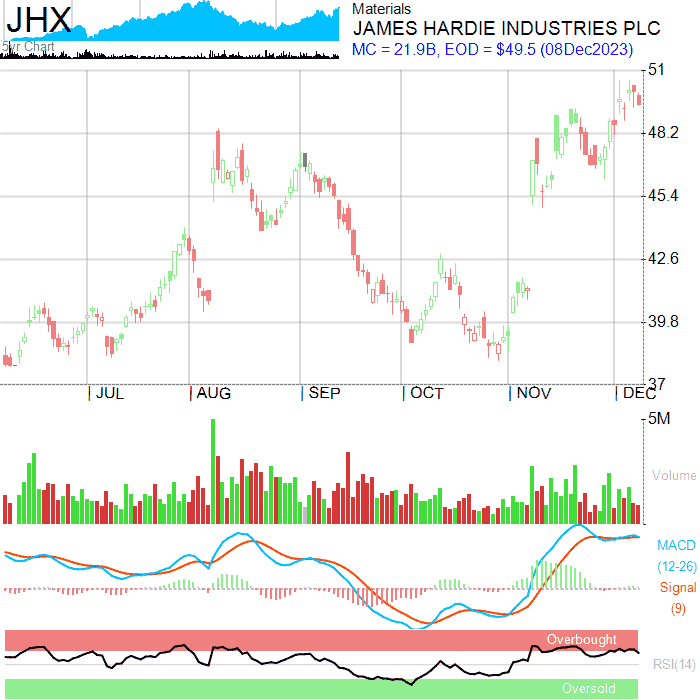 JHX
5yr Chart
Materials
JAMES HARDIE INDUSTRIES PLC
MC = 21.9B, EOD = $49.5 (08Dec2023)
51
48.2
45.4
42.6
39.8
37
JUL AUG SEP OCT NOV DEC
5M
Volume
MACD
(12-26)
Signal
(9)
Overbought
RSI(14)
Oversold